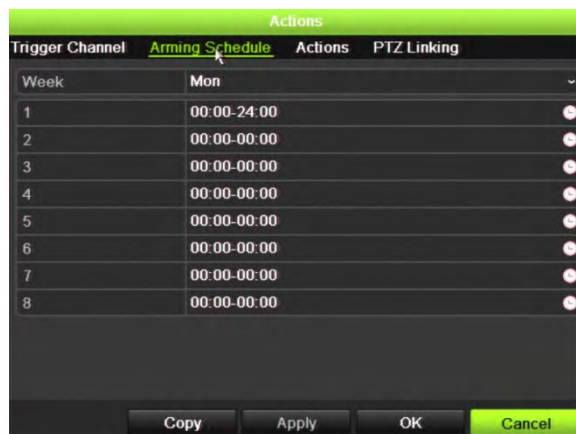 Actions
Trigger Channel Arming Schedule Actions PTZ Linking
Week Mon
1 00:00-24:00
2 00:00-00:00
3 00:00-00:00
4 00:00-00:00
5 00:00-00:00
6 00:00-00:00
7 00:00-00:00
8 00:00-00:00
Copy Apply OK Cancel